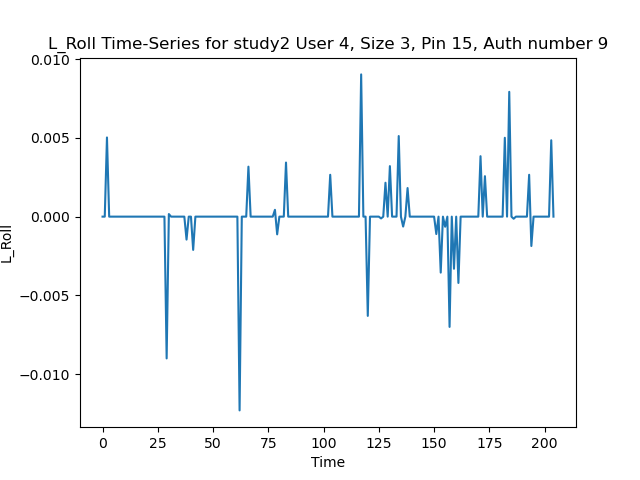 L_Roll Time-Series for study2 User 4, Size 3, Pin 15, Auth number 9
0.010
0.005
0.000
−0.005
−0.010
L_Roll
0 25 50 75 100 125 150 175 200
Time